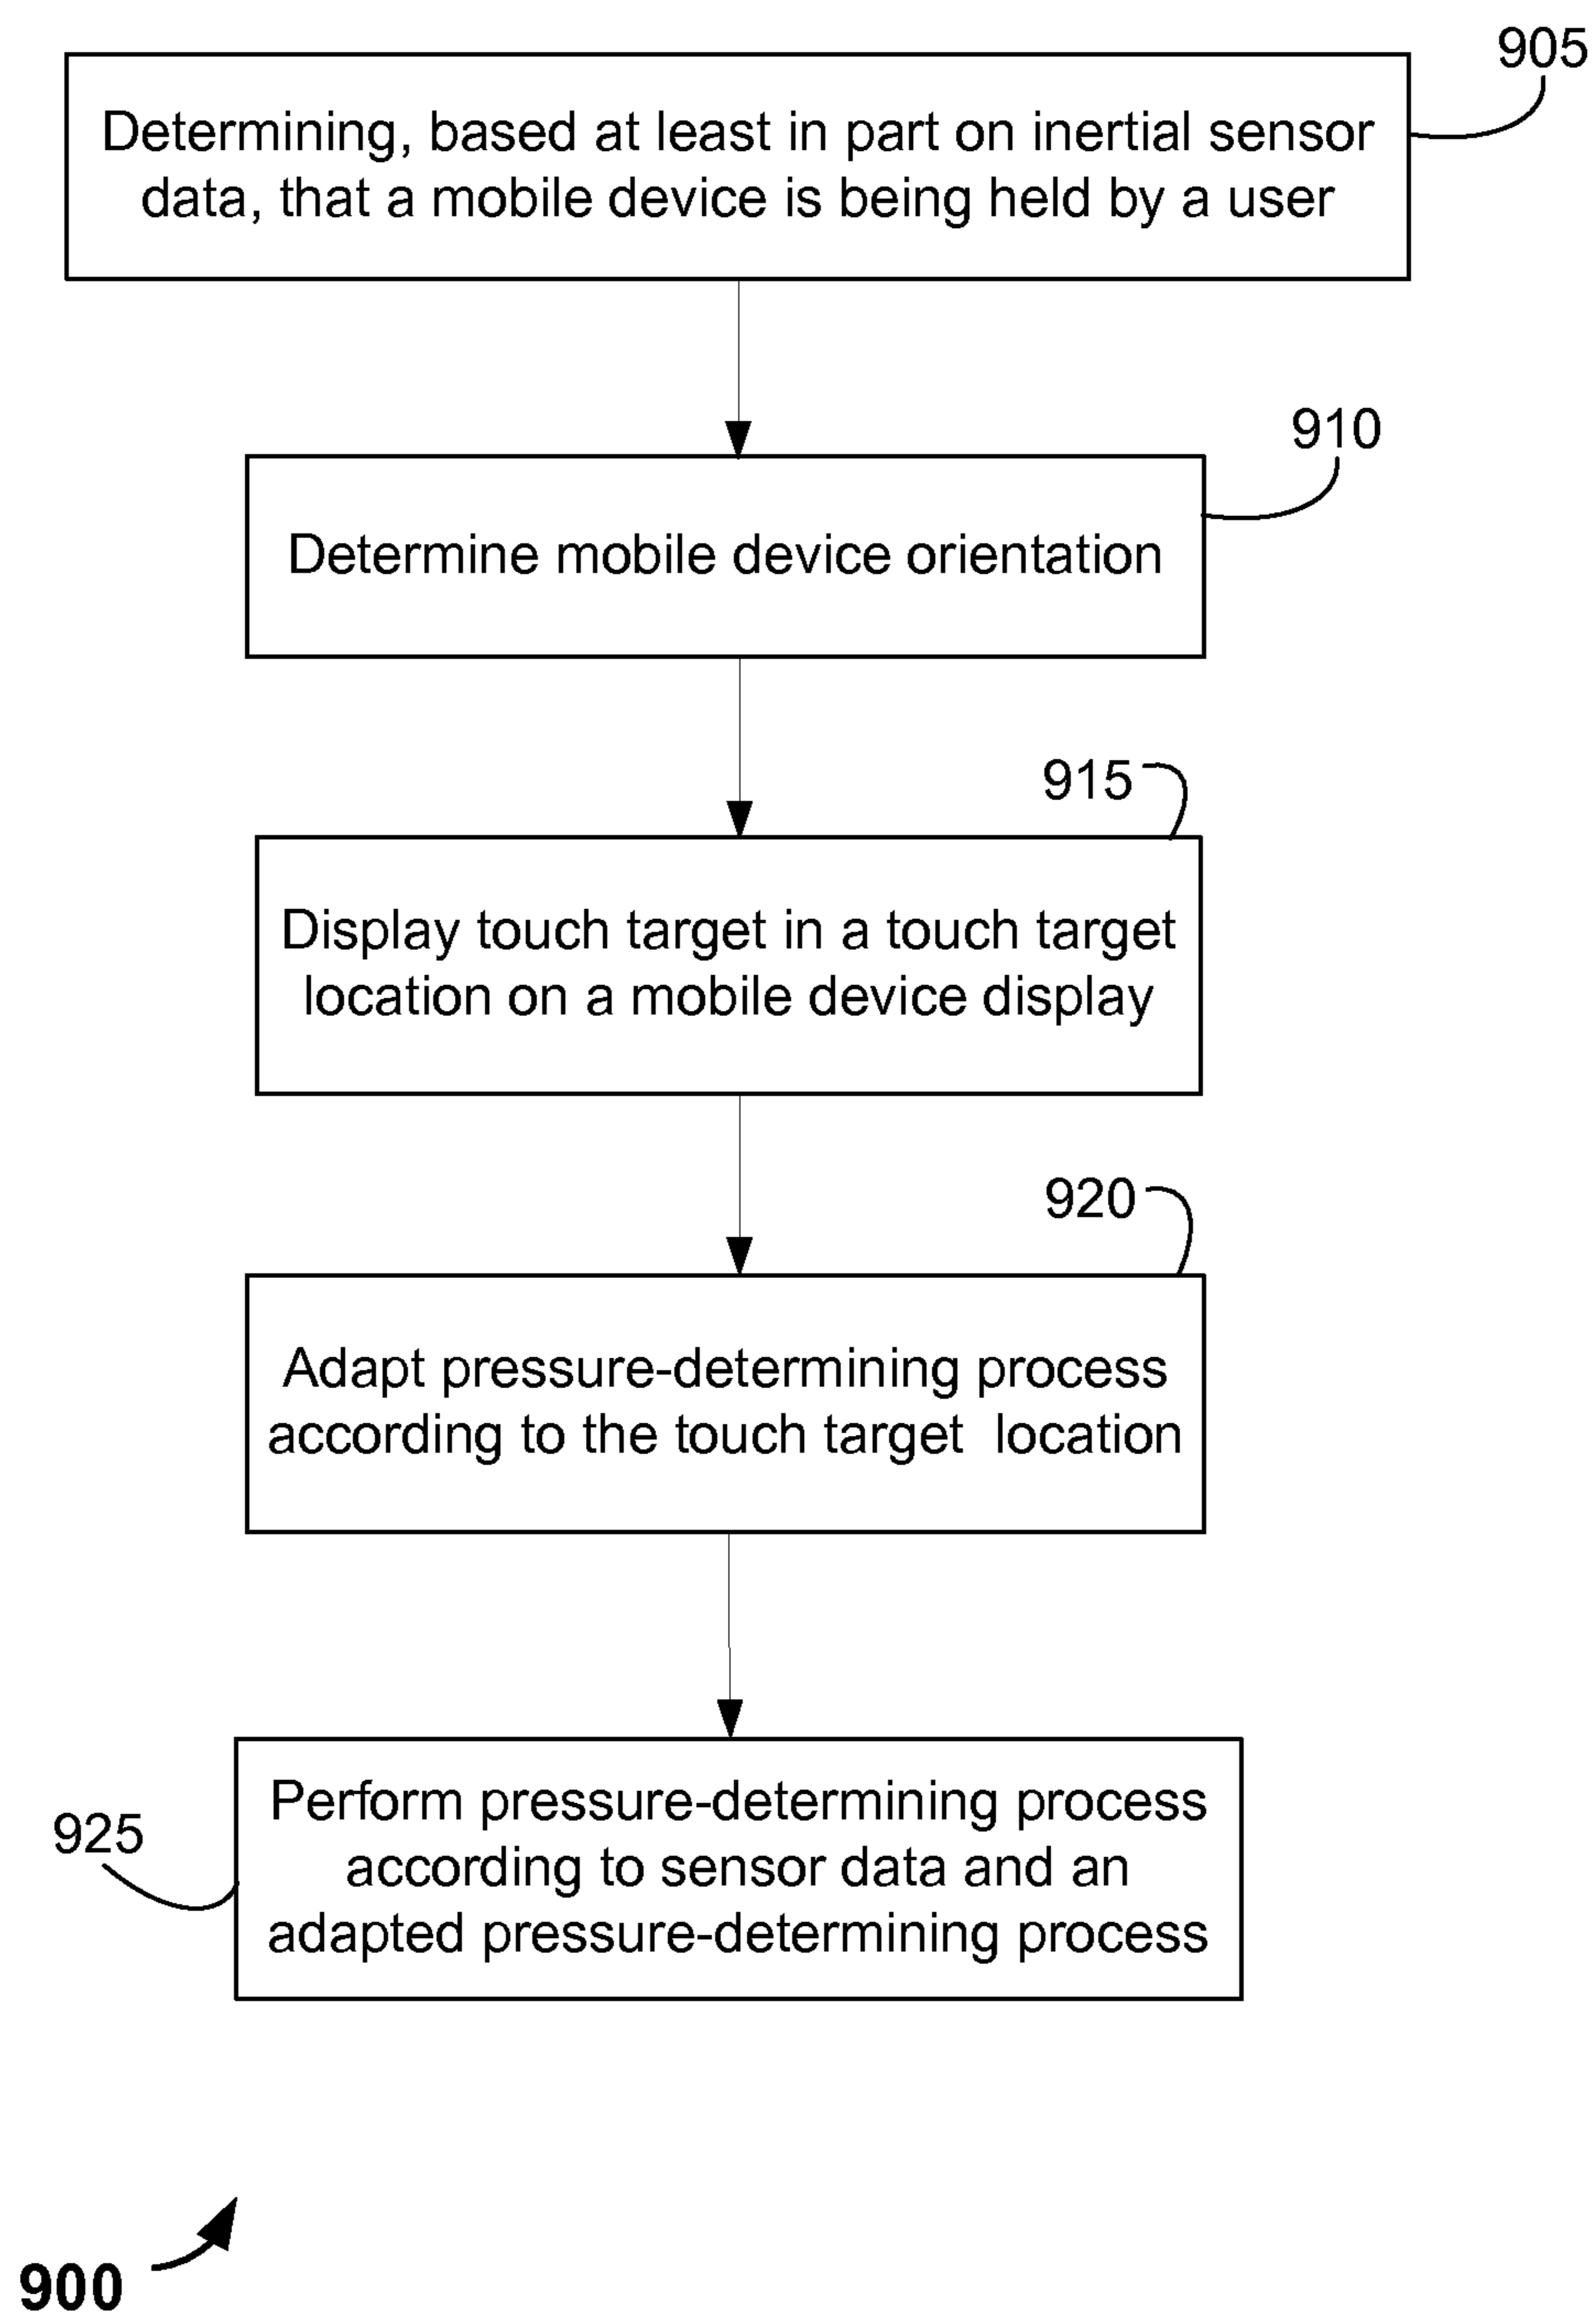 905
Determining, based at least in part on inertial sensor
data, that a mobile device is being held by a user
910
Determine mobile device orientation
915
Display touch target in a touch target
location on a mobile device display
920
Adapt pressure-determining process
according to the touch target location
925
Perform pressure-determining process
according to sensor data and an
adapted pressure-determining process
900